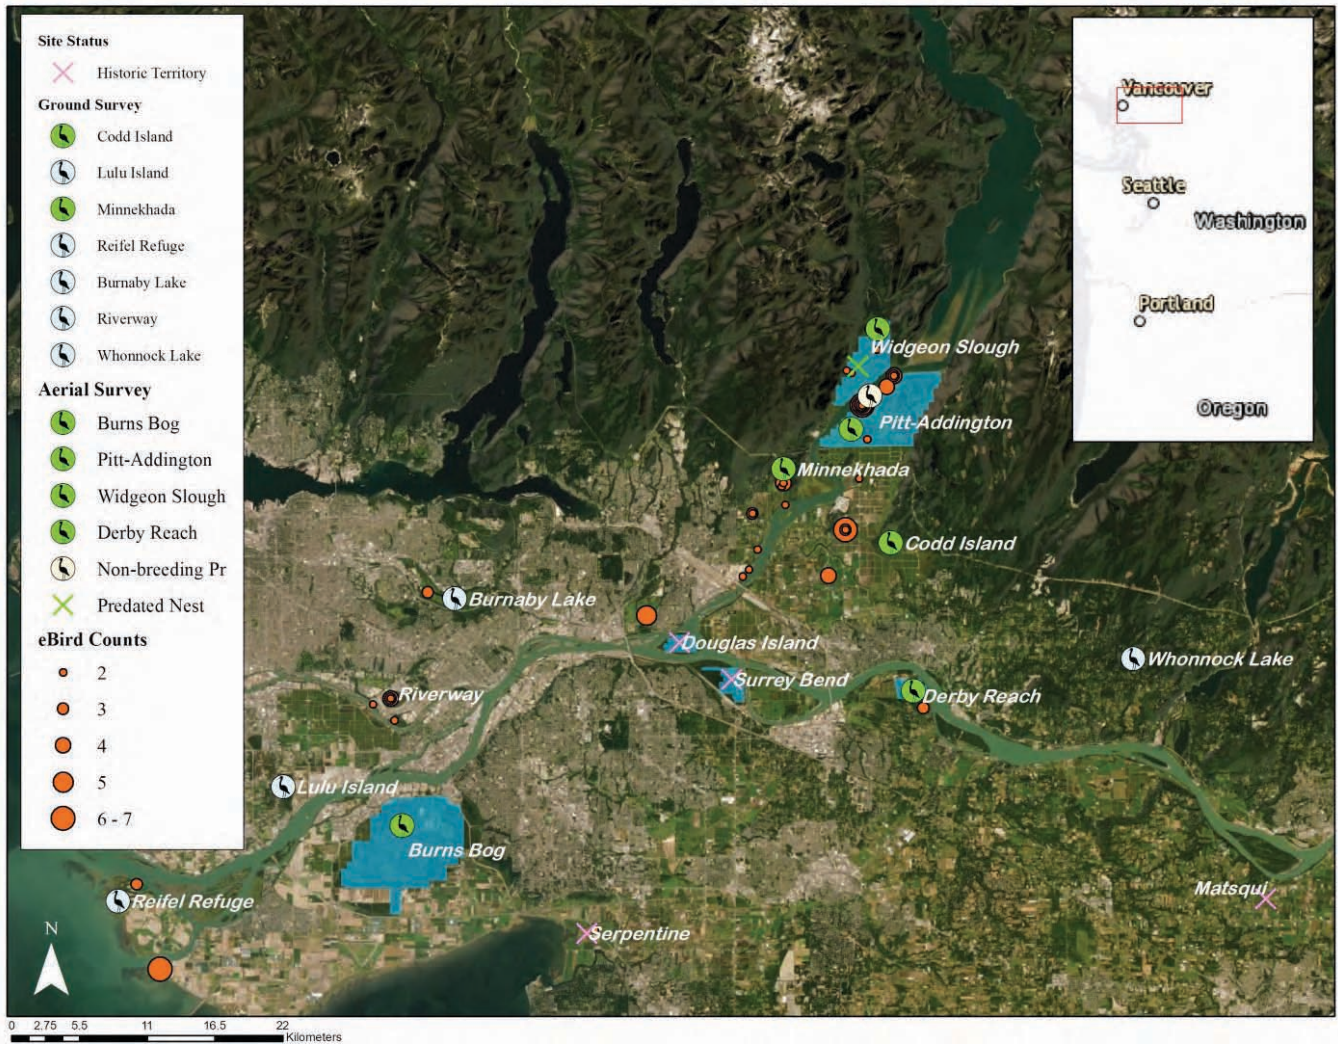 Site Status
Historic Territory
Ground Survey
Codd Island
Lulu Island
Minnekhada
Reifel Refuge
Burnaby Lake
Riverway
Whonnock Lake
Aerial Survey
Burns Bog
Pitt-Addington
Widgeon Slough
Derby Reach
Non-breeding Pr
Predated Nest
eBird Counts
2
3
4
5
6 - 7
Vancouver
Seattle
Washington
Portland
Oregon
Widgeon Slough
Pitt-Addington
Minnekhada
Codd Island
Burnaby Lake
Douglas Island
Whonnock Lake
Surrey Bend
Riverway
Derby Reach
Lulu Island
Burns Bog
Matsqui
Reifel Refuge
Serpentine
N
0 2.75 5.5 11 16.5 22
Kilometers